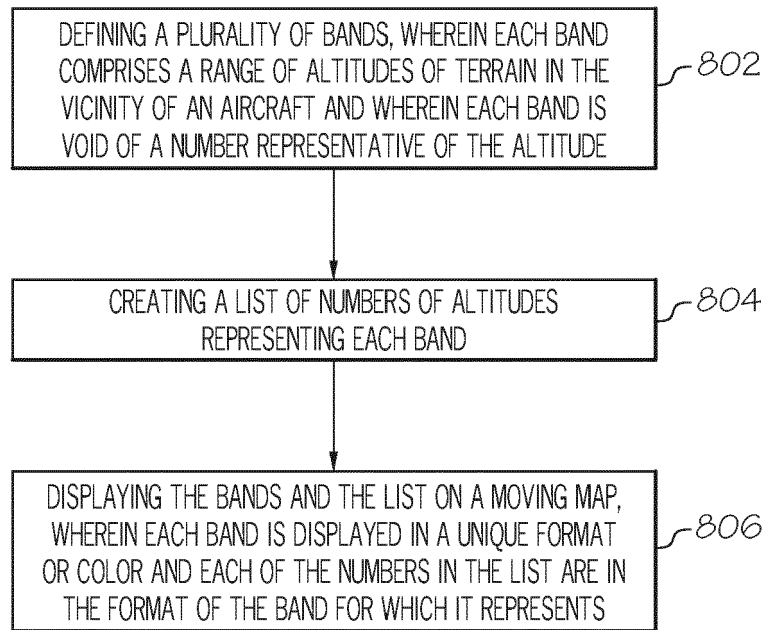 DEFINING A PLURALITY OF BANDS, WHEREIN EACH BAND
COMPRISES A RANGE OF ALTITUDES OF TERRAIN IN THE
VICINITY OF AN AIRCRAFT AND WHEREIN EACH BAND IS
VOID OF A NUMBER REPRESENTATIVE OF THE ALTITUDE
802
CREATING A LIST OF NUMBERS OF ALTITUDES
REPRESENTING EACH BAND
804
DISPLAYING THE BANDS AND THE LIST ON A MOVING MAP,
WHEREIN EACH BAND IS DISPLAYED IN A UNIQUE FORMAT
OR COLOR AND EACH OF THE NUMBERS IN THE LIST ARE IN
THE FORMAT OF THE BAND FOR WHICH IT REPRESENTS
806